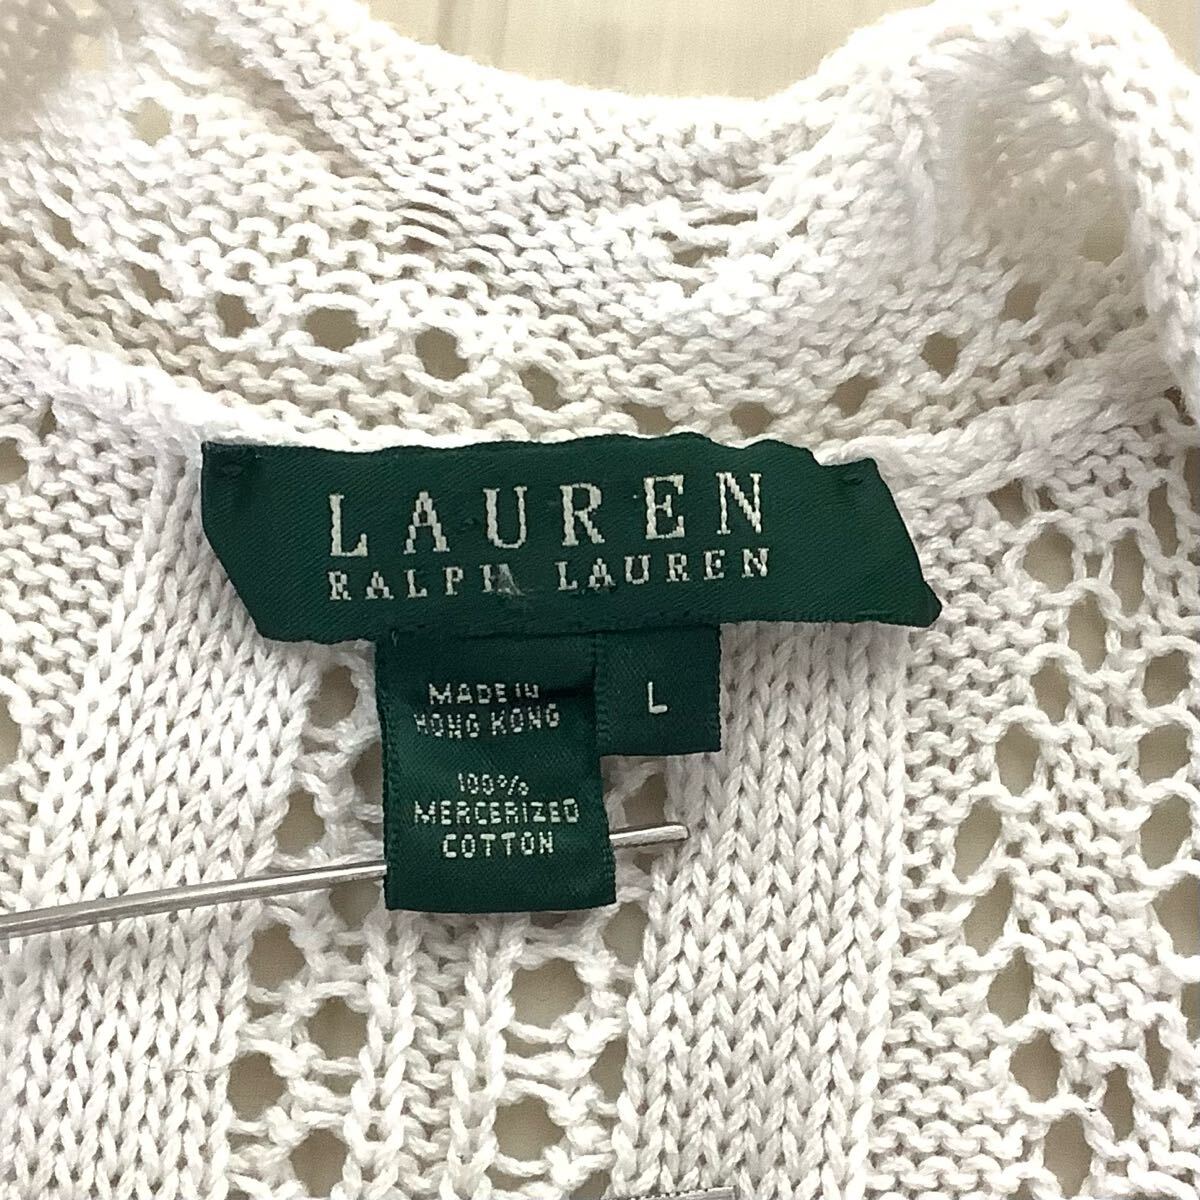 LAUREN
RALPH LAUREN
MADE IN
HONG KONG
L
100%
MERCERIZED
COTTON